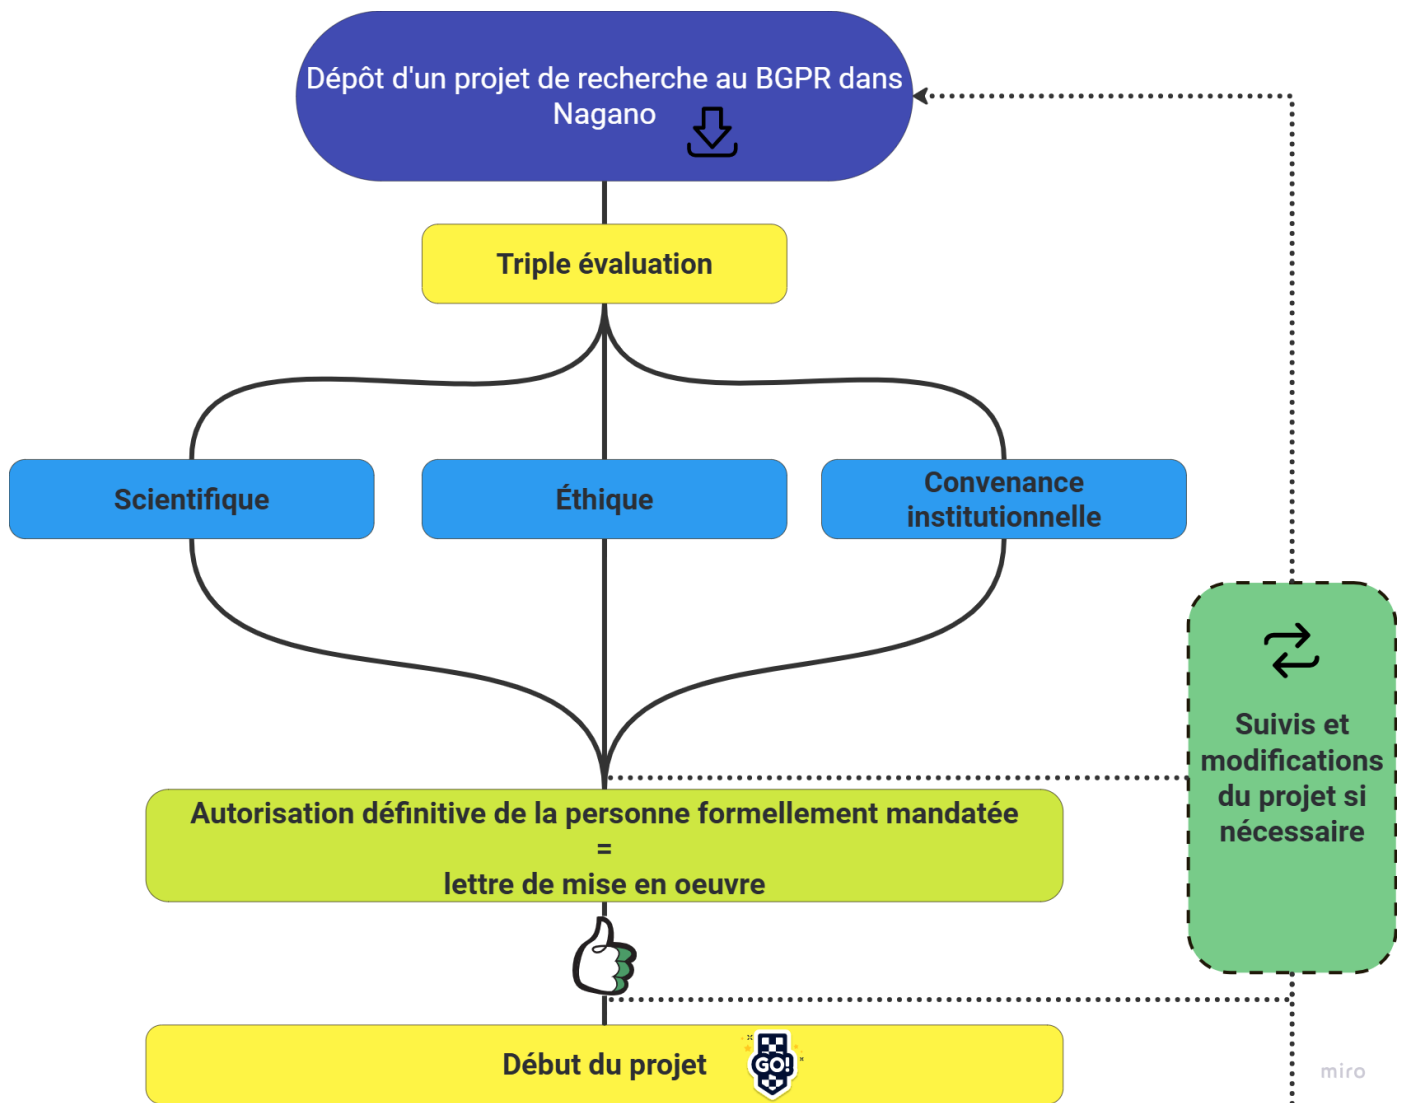 Dépôt d'un projet de recherche au BGPR dans
Nagano
Triple évaluation
Scientifique
Éthique
Convenance
institutionnelle
Suivis et
modifications
du projet si
nécessaire
Autorisation définitive de la personne formellement mandatée
=
lettre de mise en oeuvre
Début du projet
GO!
miro